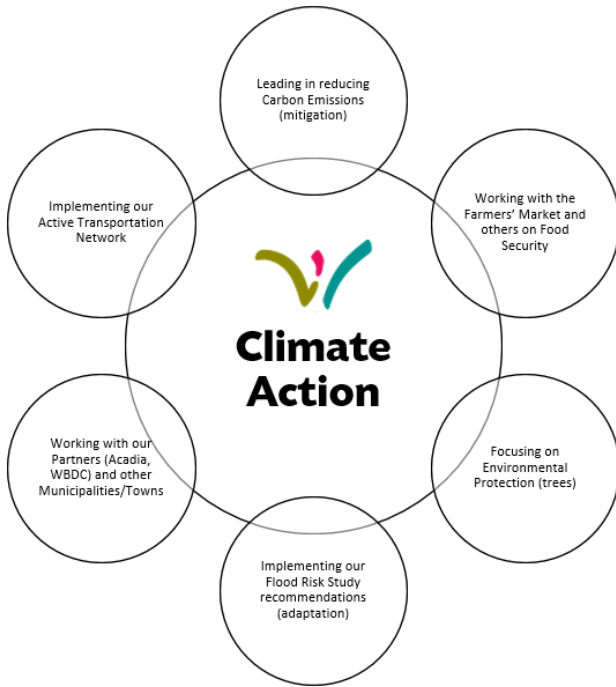 Leading in reducing
Carbon Emissions
(mitigation)
Implementing our
Active Transportation
Network
Working with the
Farmers' Market and
others on Food
Security
Climate
Action
Working with our
Partners (Acadia,
WBDC) and other
Municipalities/Towns
Focusing on
Environmental
Protection (trees)
Implementing our
Flood Risk Study
recommendations
(adaptation)